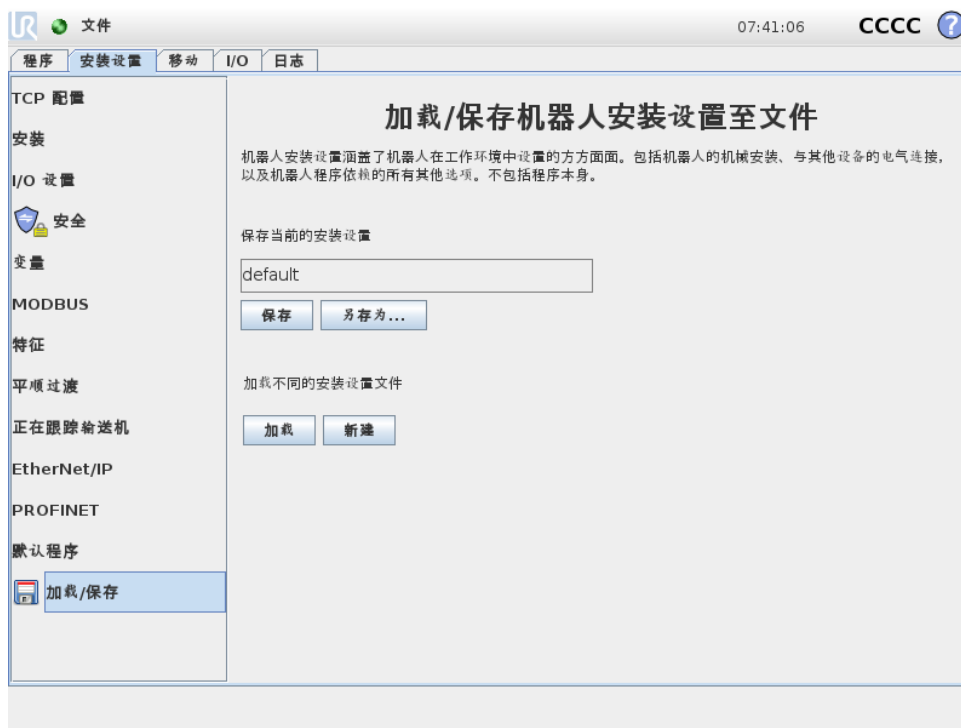 UR 文件 07:41:06 CCCC ?
程序 安装设置 移动 I/O 日志
TCP 配置
安装
I/O 设置
安全
变量
MODBUS
特征
平顺过渡
正在跟踪输送机
EtherNet/IP
PROFINET
默认程序
加载/保存
加载/保存机器人安装设置至文件
机器人安装设置涵盖了机器人在工作环境中设置的方方面面。包括机器人的机械安装、与其他设备的电气连接,
以及机器人程序依赖的所有其他选项。不包括程序本身。
保存当前的安装设置
default
保存 另存为...
加载不同的安装设置文件
加载 新建